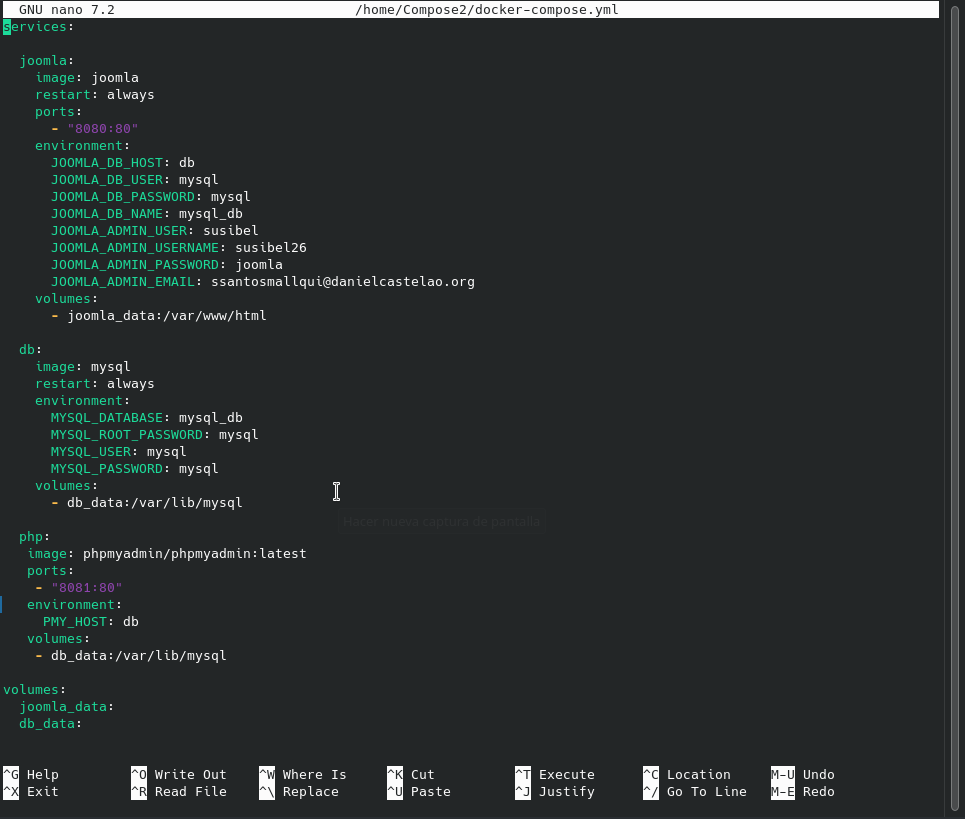 GNU nano 7.2 /home/Compose2/docker-compose.yml
services:
joomla:
image: joomla
restart: always
ports:
- "8080:80"
environment:
JOOMLA_DB_HOST: db
JOOMLA_DB_USER: mysql
JOOMLA_DB_PASSWORD: mysql
JOOMLA_DB_NAME: mysql_db
JOOMLA_ADMIN_USER: susibel
JOOMLA_ADMIN_USERNAME: susibel26
JOOMLA_ADMIN_PASSWORD: joomla
JOOMLA_ADMIN_EMAIL: ssantosmallqui@danielcastelao.org
volumes:
- joomla_data:/var/www/html
db:
image: mysql
restart: always
environment:
MYSQL_DATABASE: mysql_db
MYSQL_ROOT_PASSWORD: mysql
MYSQL_USER: mysql
MYSQL_PASSWORD: mysql
volumes:
- db_data:/var/lib/mysql
Hacer nueva captura de pantalla
php:
image: phpmyadmin/phpmyadmin:latest
ports:
- "8081:80"
environment:
PMY_HOST: db
volumes:
- db_data:/var/lib/mysql
volumes:
joomla_data:
db_data:
^G Help ^O Write Out ^W Where Is ^K Cut ^T Execute ^C Location M-U Undo
^X Exit ^R Read File ^\ Replace ^U Paste ^J Justify ^/ Go To Line M-E Redo